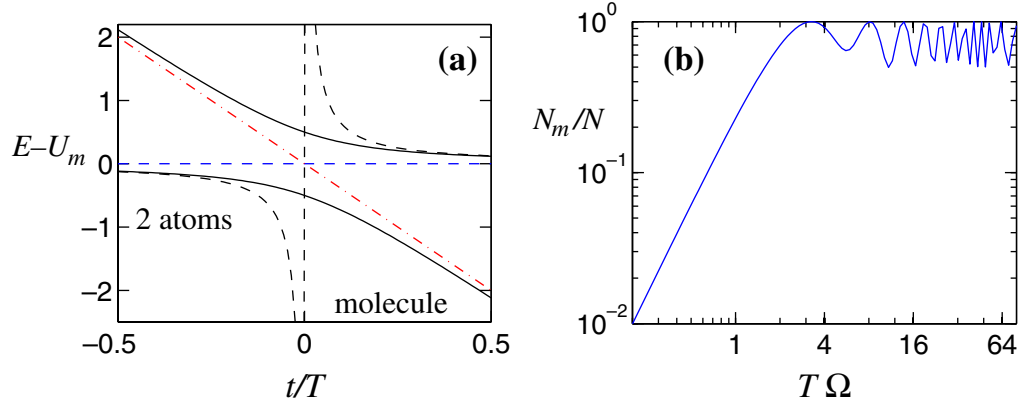 (a)
2
1
0
−1
−2
E−U_m
2 atoms
molecule
−0.5
0
0.5
t/T
(b)
10^0
10^{−1}
10^{−2}
N_m/N
1
4
16
64
T Ω